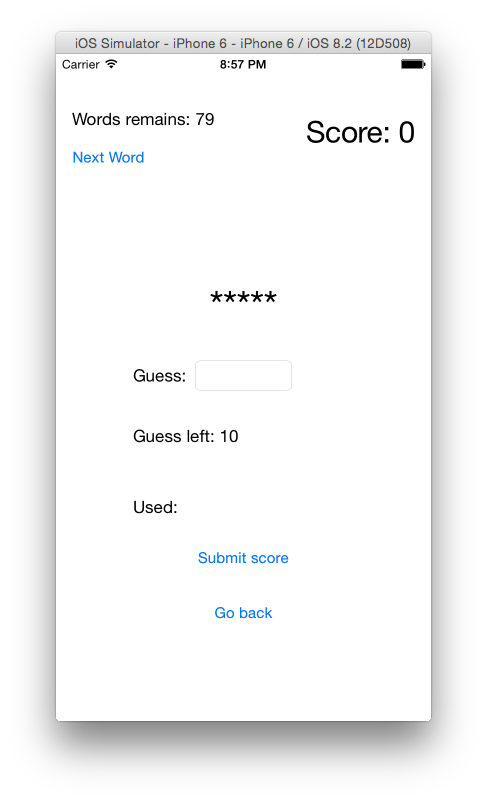 iOS Simulator - iPhone 6 - iPhone 6 / iOS 8.2 (12D508)
Carrier 8:57 PM
Words remains: 79
Score: 0
Next Word
*****
Guess:
Guess left: 10
Used:
Submit score
Go back